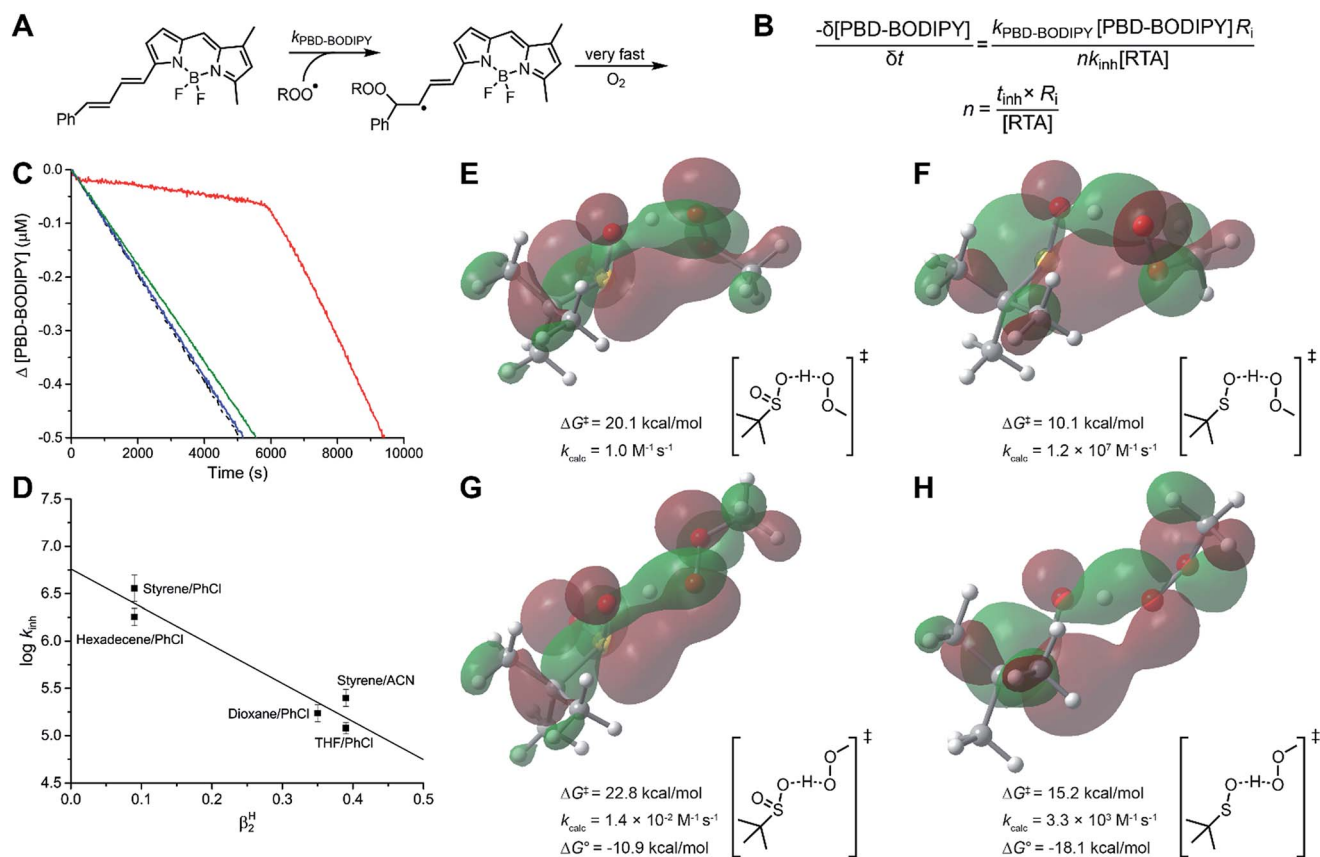 A
k_PBD-BODIPY
ROO•
N
N
B
F
F
Ph
ROO
Ph
N
N
B
F
F
very fast
O₂
B
-δ[PBD-BODIPY] / δt = k_PBD-BODIPY [PBD-BODIPY] R_i / n k_inh [RTA]
n = t_inh × R_i / [RTA]
C
Δ [PBD-BODIPY] (μM)
0.0
-0.1
-0.2
-0.3
-0.4
-0.5
0 2000 4000 6000 8000 10000
Time (s)
D
log k_inh
7.5
7.0
6.5
6.0
5.5
5.0
4.5
Styrene/PhCl
Hexadecene/PhCl
Styrene/ACN
Dioxane/PhCl
THF/PhCl
0.0 0.1 0.2 0.3 0.4 0.5
β₂ᴴ
E
ΔG‡ = 20.1 kcal/mol
k_calc = 1.0 M⁻¹ s⁻¹
O
S
O
H
O
O
‡
F
ΔG‡ = 10.1 kcal/mol
k_calc = 1.2 × 10⁷ M⁻¹ s⁻¹
S
O
H
O
O
‡
G
ΔG‡ = 22.8 kcal/mol
k_calc = 1.4 × 10⁻² M⁻¹ s⁻¹
ΔG° = -10.9 kcal/mol
O
S
O
H
O
O
‡
H
ΔG‡ = 15.2 kcal/mol
k_calc = 3.3 × 10³ M⁻¹ s⁻¹
ΔG° = -18.1 kcal/mol
S
O
H
O
O
‡